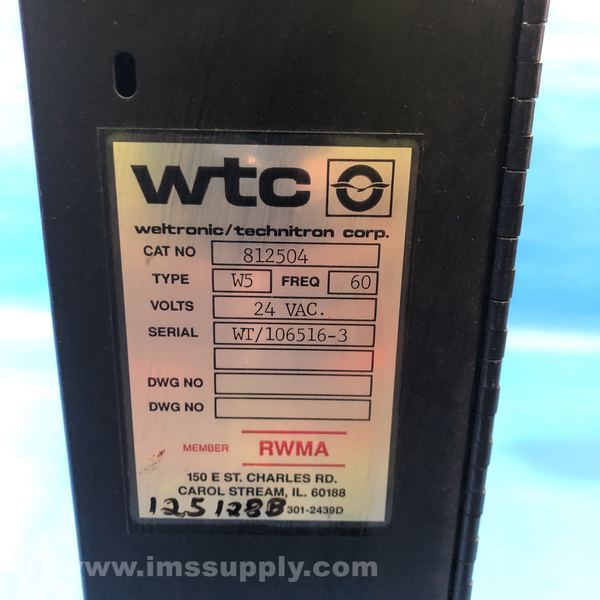 wtc
weltronic/technitron corp.
CAT NO 812504
TYPE W5 FREQ 60
VOLTS 24 VAC.
SERIAL WT/106516-3
DWG NO
DWG NO
MEMBER RWMA
150 E ST. CHARLES RD.
CAROL STREAM, IL. 60188
125128B 301-2439D
www.imssupply.com